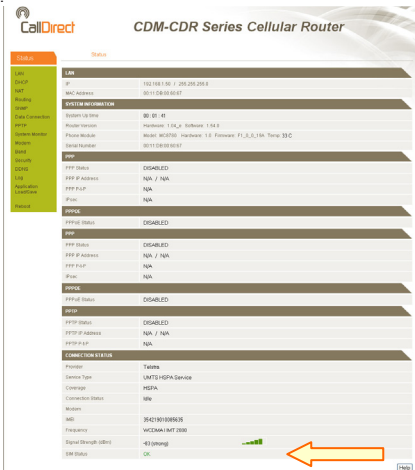 CallDirect
CDM-CDR Series Cellular Router
Status
Status
LAN
DHCP
NAT
Routing
SNMP
Data Connection
PPTP
System Monitor
Modem
BMM
Security
DDNS
Log
Application
Load/Save
Reboot
LAN
IP 192.168.1.50 / 255.255.255.0
MAC Address 00:11:DB:00:80:67
SYSTEM INFORMATION
System Up time 00 : 01 : 41
Router Version Hardware: 1.04_a Software: 1.54.6
Phone Module Model: MC8780 Hardware: 1.0 Firmware: F1_0_0_15A Temp: 33 C
Serial Number 00:11:DB:00:80:67
PPP
PPP Status DISABLED
PPP IP Address N/A / N/A
PPP P-t-P N/A
IPsec N/A
PPPOE
PPPoE Status DISABLED
PPP
PPP Status DISABLED
PPP IP Address N/A / N/A
PPP P-t-P N/A
IPsec N/A
PPPOE
PPPoE Status DISABLED
PPTP
PPTP Status DISABLED
PPTP IP Address N/A / N/A
PPTP P-t-P N/A
CONNECTION STATUS
Provider Telstra
Service Type UMTS HSPA Service
Coverage HSPA
Connection Status Idle
Modem
IMEI 354219010085635
Frequency WCDMA I IMT 2000
Signal Strength (dBm) -63 (strong)
SIM Status OK
Help